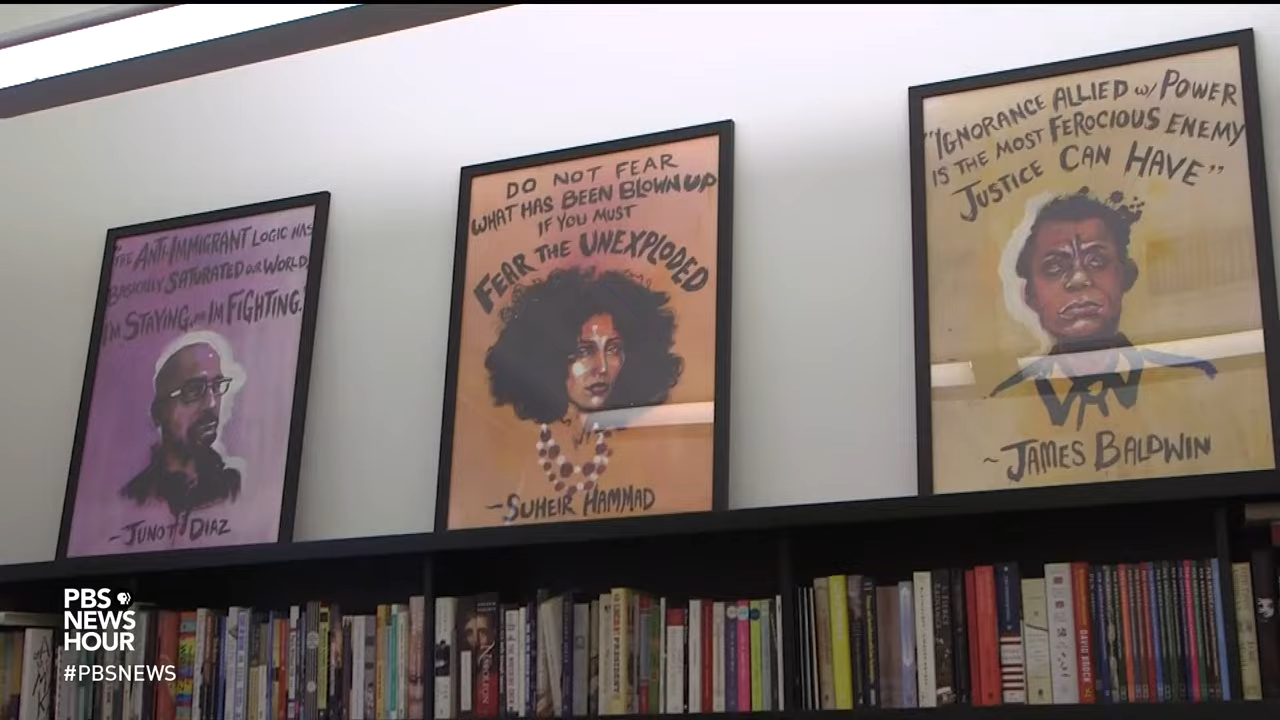 "THE ANTI-IMMIGRANT LOGIC HAS
BASICALLY SATURATED OUR WORLD,
I'M STAYING, AND I'M FIGHTING."
~JUNOT DIAZ
DO NOT FEAR
WHAT HAS BEEN BLOWN UP
IF YOU MUST
FEAR THE UNEXPLODED
~SUHEIR HAMMAD
"IGNORANCE ALLIED w/ POWER
IS THE MOST FEROCIOUS ENEMY
JUSTICE CAN HAVE"
~JAMES BALDWIN
DAVID BROCK
PBS
NEWS
HOUR
#PBSNEWS